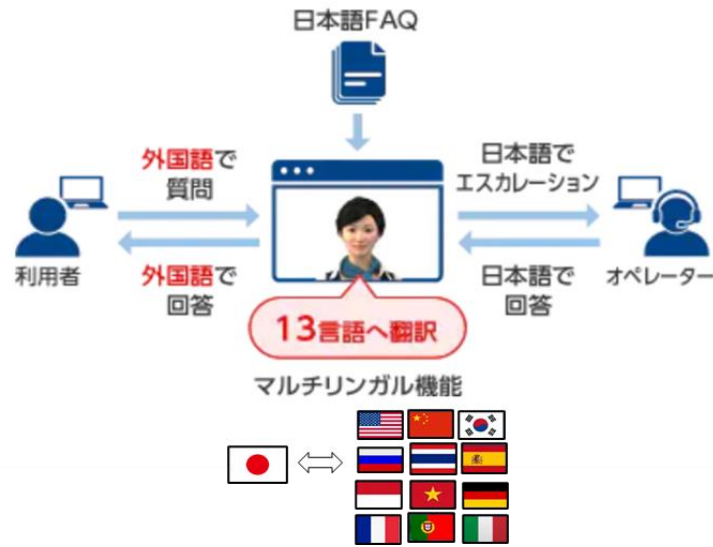 日本語FAQ
外国語で
質問
日本語で
エスカレーション
利用者
外国語で
回答
日本語で
回答
オペレーター
13言語へ翻訳
マルチリンガル機能